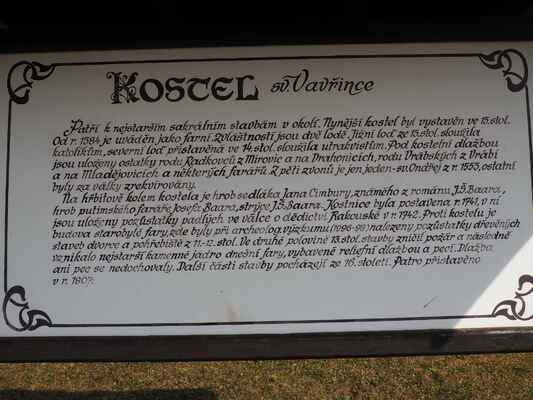 KOSTEL sv. Vavřince
Patří k nejstarším sakrálním stavbám v okolí. Nynější kostel byl vystavěn ve 15. stol.
Od r. 1384 je uváděn jako farní. Zvláštností jsou dvě lodě. Jižní loď ze 15. stol. sloužila
katolíkům, severní loď přistavěna ve 14. stol. sloužila utrakvistům. Pod kostelní dlažbou
jsou uloženy ostatky rodu Radkovců z Mirovic a na Drahonicích, rodu Vrábských z Vrábí
a na Mladějovicích a některých farářů. Z pěti zvonů je jen jeden - sv. Ondřej z r. 1553, ostatní
byly za války zrekvírovány.
Na hřbitově kolem kostela je hrob sedláka Jana Cimbury, známého z románu J.Š. Baara,
hrob putimského faráře Josefa Baara, strýce J.Š. Baara. Kostnice byla postavena r. 1741, v ní
jsou uloženy pozůstatky padlých ve válce o dědictví Rakouské v r. 1742. Proti kostelu je
budova starobylé fary, kde byly při archeolog. výzkumu (1996-98) nalezeny pozůstatky dřevěných
staveb dvorce a pohřebiště z 11.-12. stol. Ve druhé polovině 13. stol. stavby zničil požár a následně
vznikalo nejstarší kamenné jádro dnešní fary, vybavené reliéfní dlažbou a pecí. Dlažba
ani pec se nedochovaly. Další části stavby pocházejí ze 16. století. Patro přistavěno
v r. 1807.